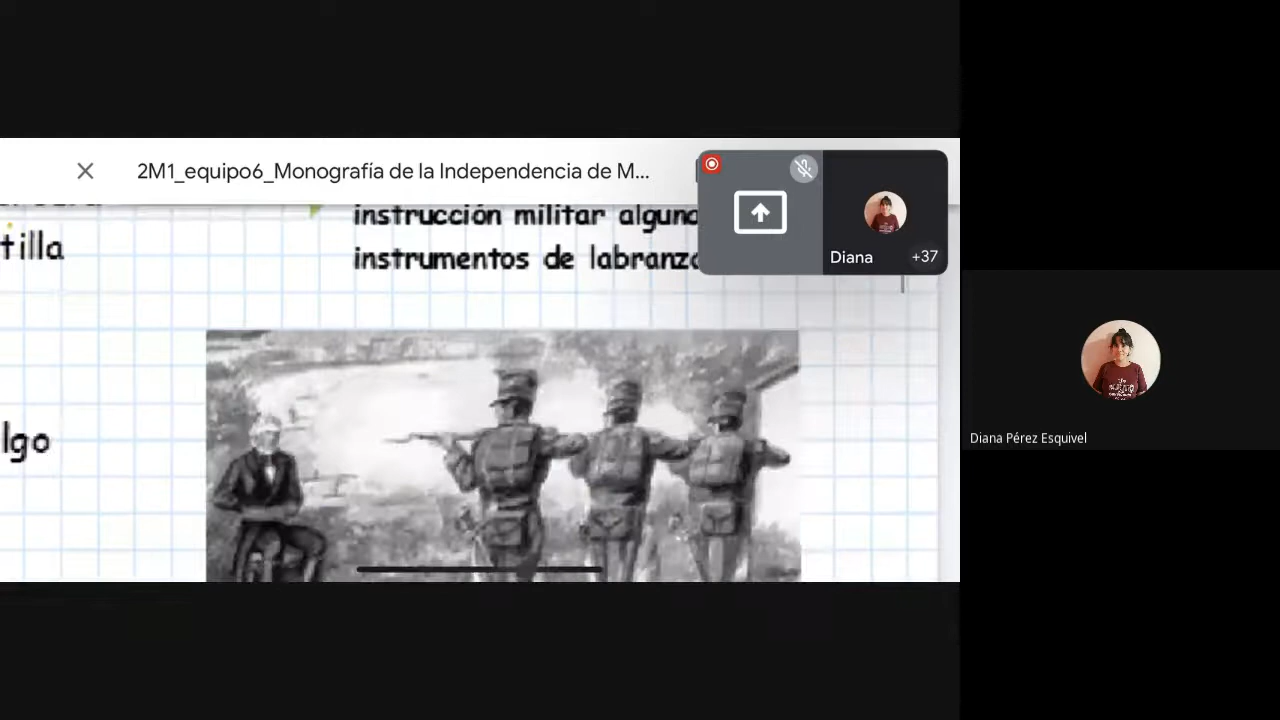 2M1_equipo6_Monografía de la Independencia de M...
instrucción militar alguna
instrumentos de labranza
tilla
lgo
Diana
+37
Diana Pérez Esquivel